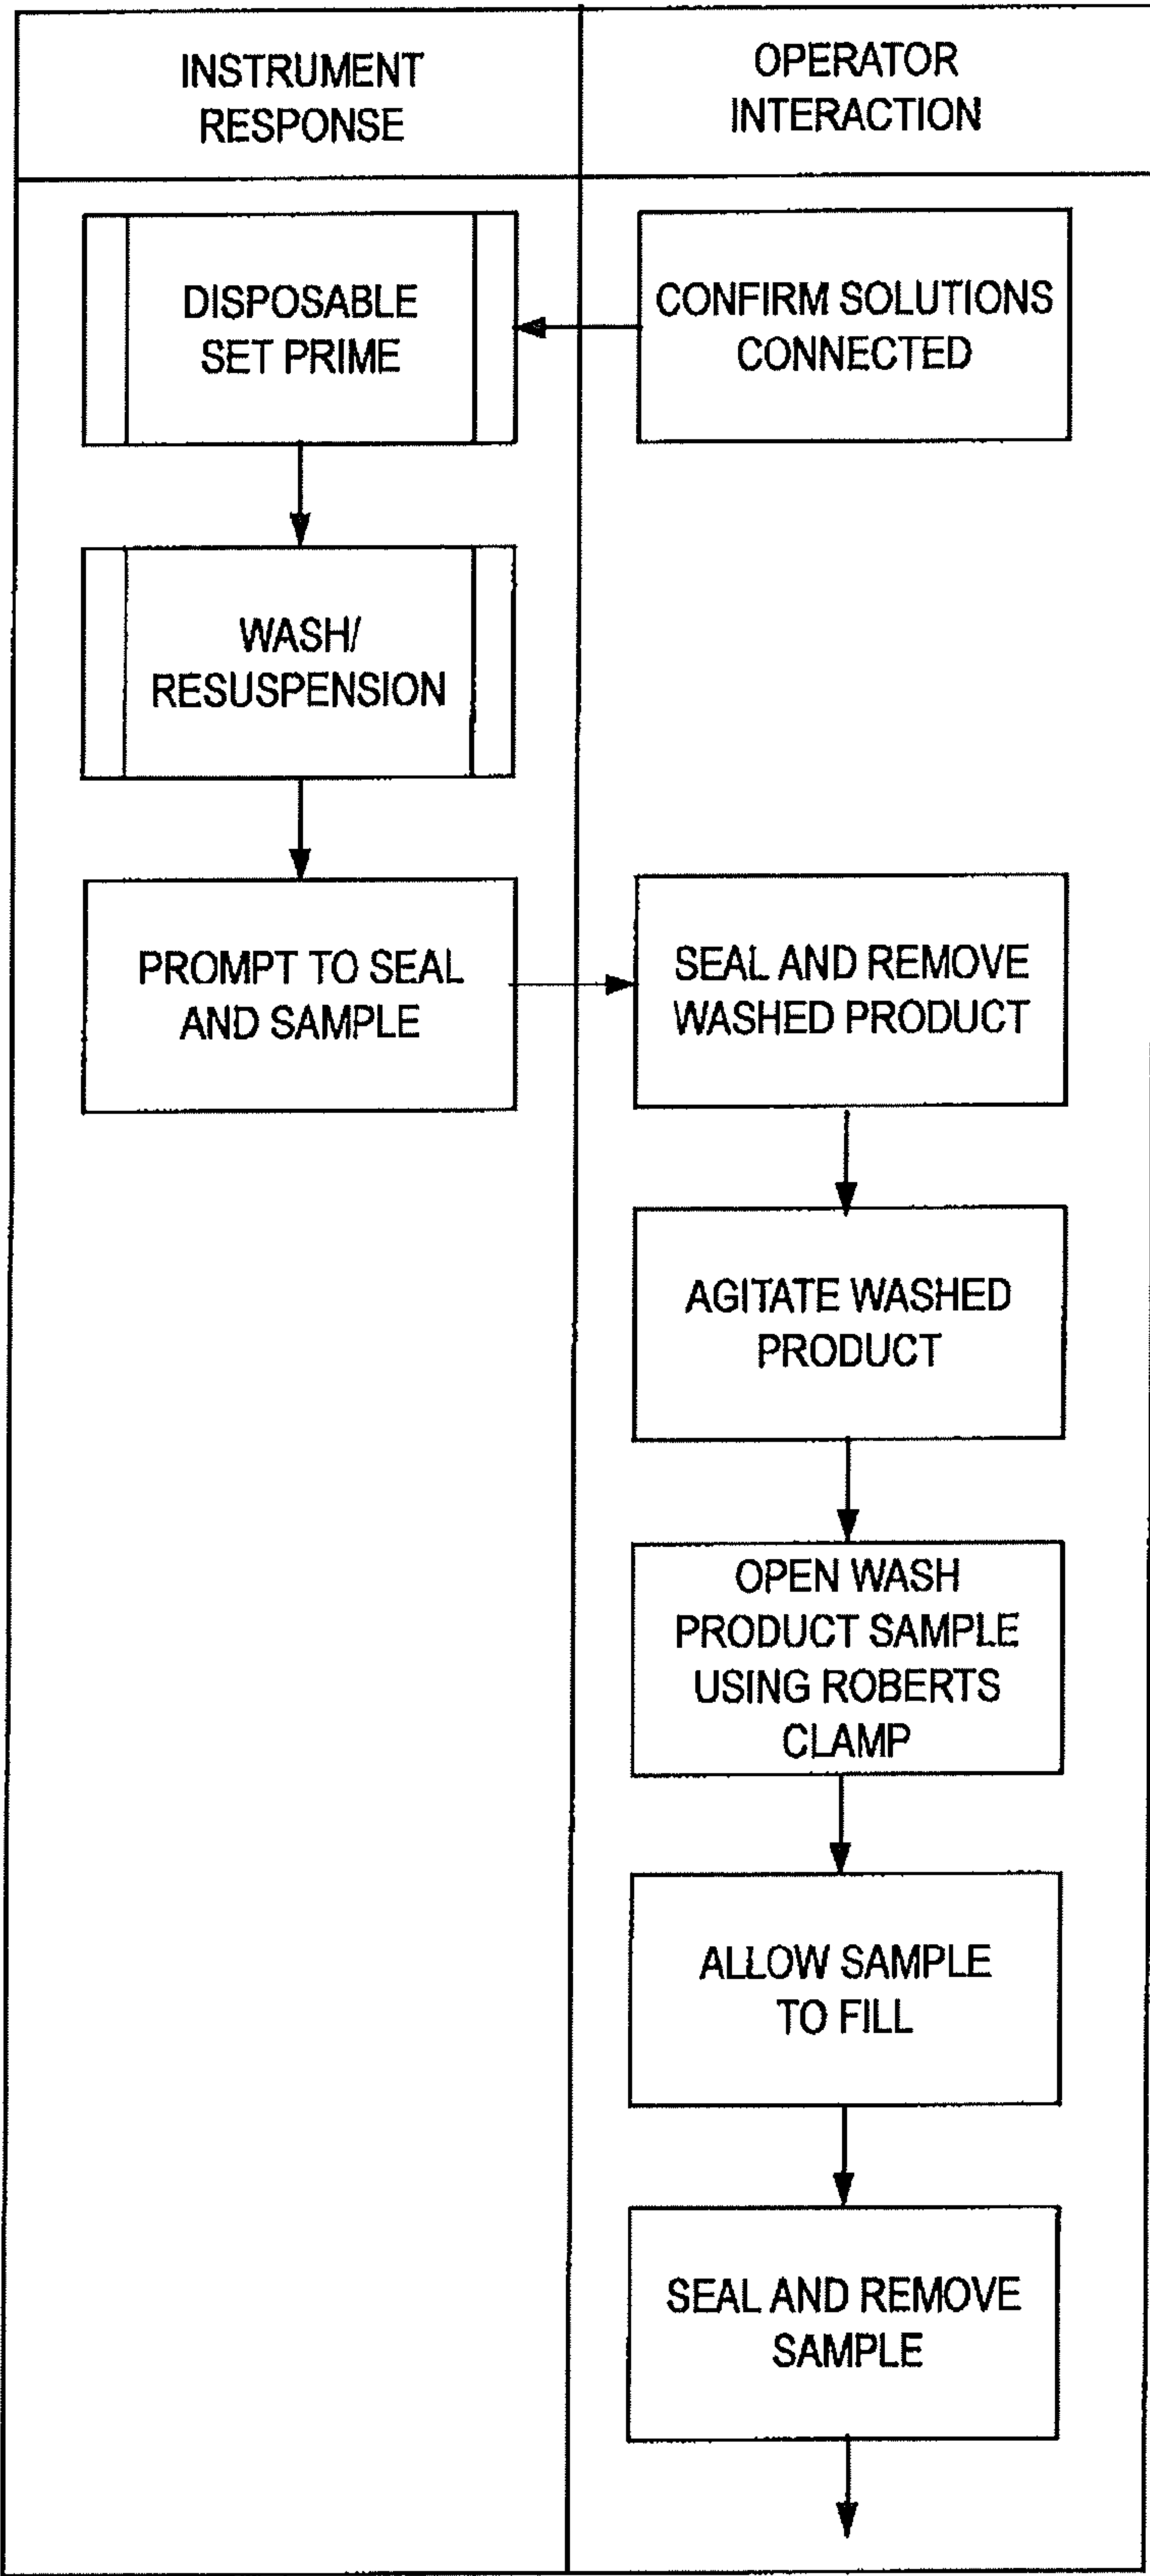 INSTRUMENT
RESPONSE
OPERATOR
INTERACTION
DISPOSABLE
SET PRIME
CONFIRM SOLUTIONS
CONNECTED
WASH/
RESUSPENSION
PROMPT TO SEAL
AND SAMPLE
SEAL AND REMOVE
WASHED PRODUCT
AGITATE WASHED
PRODUCT
OPEN WASH
PRODUCT SAMPLE
USING ROBERTS
CLAMP
ALLOW SAMPLE
TO FILL
SEAL AND REMOVE
SAMPLE